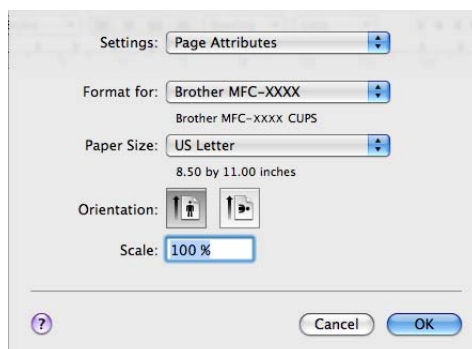 Settings: Page Attributes
Format for: Brother MFC-XXXX
Brother MFC-XXXX CUPS
Paper Size: US Letter
8.50 by 11.00 inches
Orientation:
Scale: 100 %
? Cancel OK